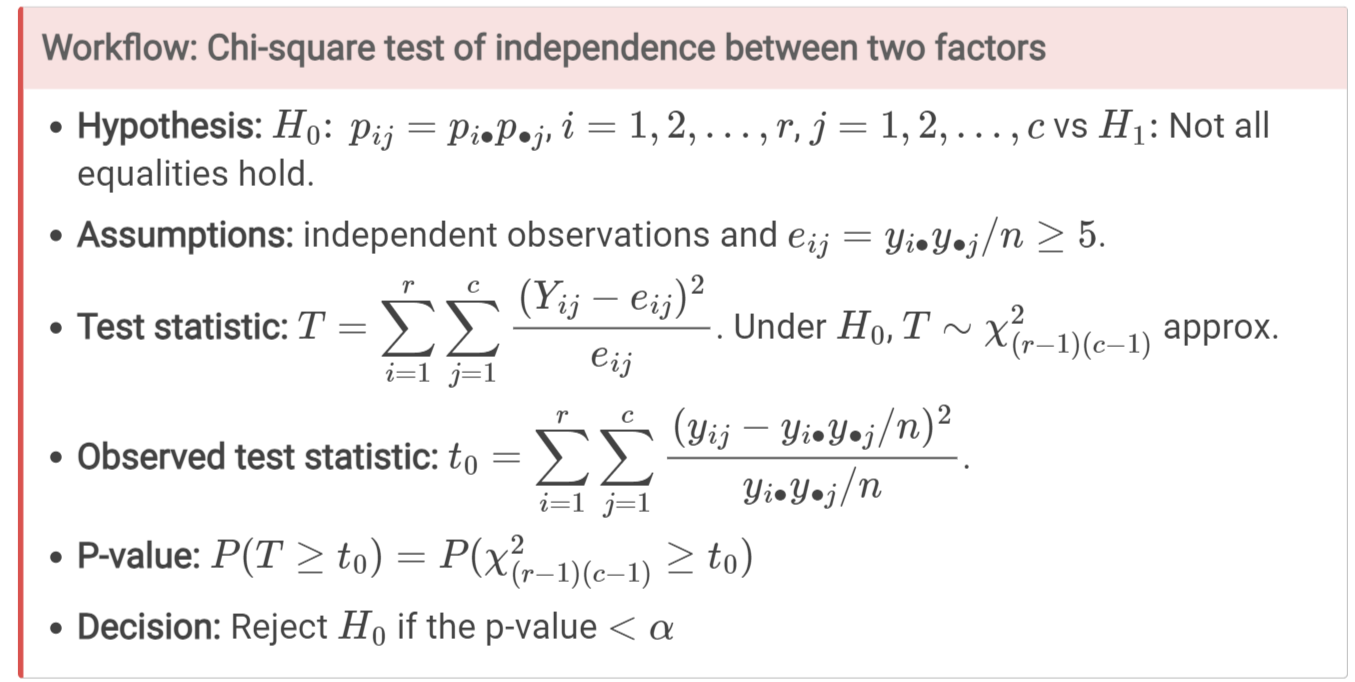 Workflow: Chi-square test of independence between two factors
• Hypothesis: $H_0$: $p_{ij} = p_{i\bullet}p_{\bullet j}$, $i = 1, 2, \ldots, r$, $j = 1, 2, \ldots, c$ vs $H_1$: Not all
equalities hold.
• Assumptions: independent observations and $e_{ij} = y_{i\bullet}y_{\bullet j}/n \geq 5$.
• Test statistic: $T = \sum_{i=1}^{r} \sum_{j=1}^{c} \frac{(Y_{ij} - e_{ij})^2}{e_{ij}}$. Under $H_0$, $T \sim \chi^2_{(r-1)(c-1)}$ approx.
• Observed test statistic: $t_0 = \sum_{i=1}^{r} \sum_{j=1}^{c} \frac{(y_{ij} - y_{i\bullet}y_{\bullet j}/n)^2}{y_{i\bullet}y_{\bullet j}/n}$.
• P-value: $P(T \geq t_0) = P(\chi^2_{(r-1)(c-1)} \geq t_0)$
• Decision: Reject $H_0$ if the p-value $< \alpha$